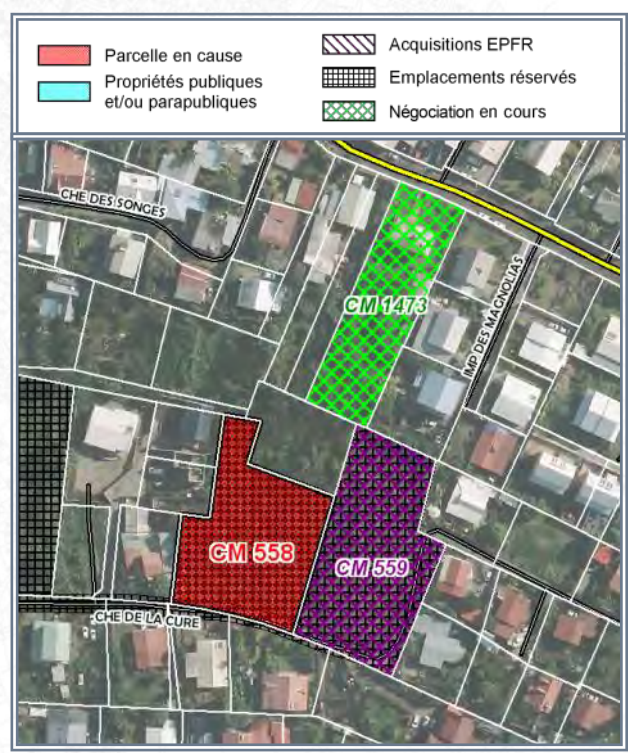 Parcelle en cause
Propriétés publiques
et/ou parapubliques
Acquisitions EPFR
Emplacements réservés
Négociation en cours
CHE DES SONGES
CM 1473
IMP DES MAGNOLIAS
CM 558
CM 559
CHE DE LA CURE